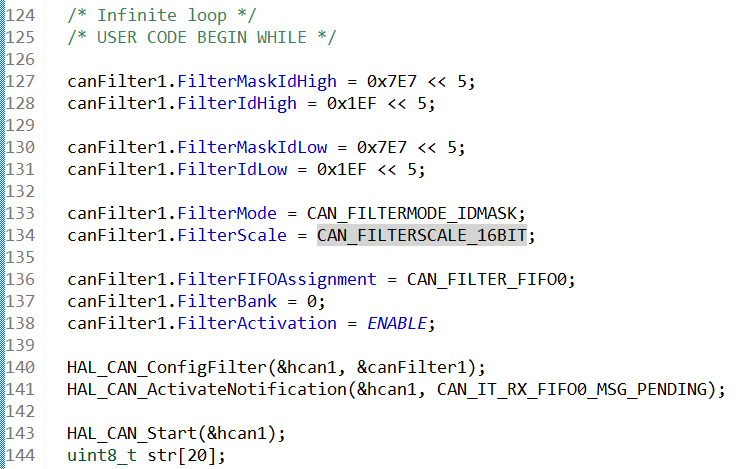 124 /* Infinite loop */
125 /* USER CODE BEGIN WHILE */
126
127 canFilter1.FilterMaskIdHigh = 0x7E7 << 5;
128 canFilter1.FilterIdHigh = 0x1EF << 5;
129
130 canFilter1.FilterMaskIdLow = 0x7E7 << 5;
131 canFilter1.FilterIdLow = 0x1EF << 5;
132
133 canFilter1.FilterMode = CAN_FILTERMODE_IDMASK;
134 canFilter1.FilterScale = CAN_FILTERSCALE_16BIT;
135
136 canFilter1.FilterFIFOAssignment = CAN_FILTER_FIFO0;
137 canFilter1.FilterBank = 0;
138 canFilter1.FilterActivation = ENABLE;
139
140 HAL_CAN_ConfigFilter(&hcan1, &canFilter1);
141 HAL_CAN_ActivateNotification(&hcan1, CAN_IT_RX_FIFO0_MSG_PENDING);
142
143 HAL_CAN_Start(&hcan1);
144 uint8_t str[20];